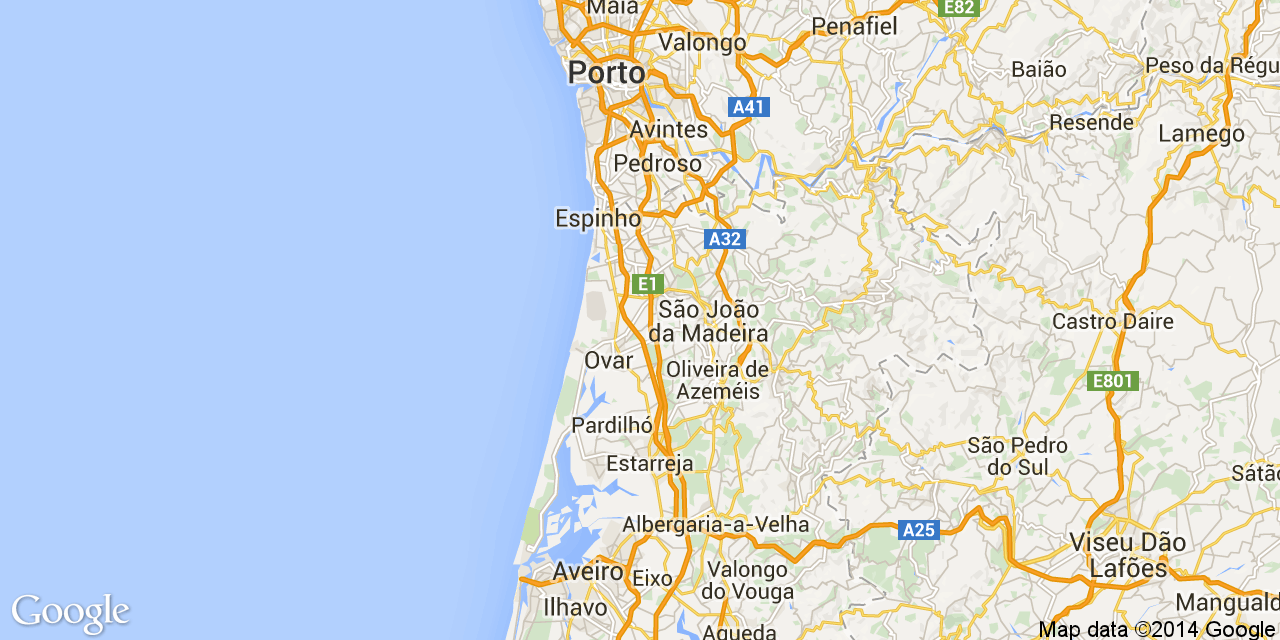 Maia
E82
Penafiel
Valongo
Porto
Baião
Peso da Régu
A41
Resende
Avintes
Lamego
Pedroso
Espinho
A32
E1
São João
da Madeira
Castro Daire
Ovar
Oliveira de
Azeméis
E801
Pardilhó
São Pedro
do Sul
Estarreja
Sátão
Albergaria-a-Velha
A25
Viseu Dão
Lafões
Aveiro
Eixo
Valongo
do Vouga
Ilhavo
Mangualde
Águeda
Google
Map data ©2014 Google